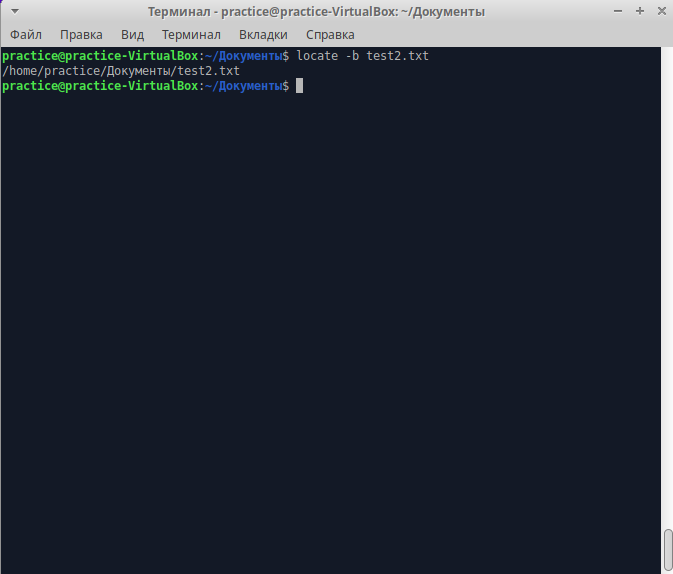 Терминал - practice@practice-VirtualBox: ~/Документы
Файл Правка Вид Терминал Вкладки Справка
practice@practice-VirtualBox:~/Документы$ locate -b test2.txt
/home/practice/Документы/test2.txt
practice@practice-VirtualBox:~/Документы$